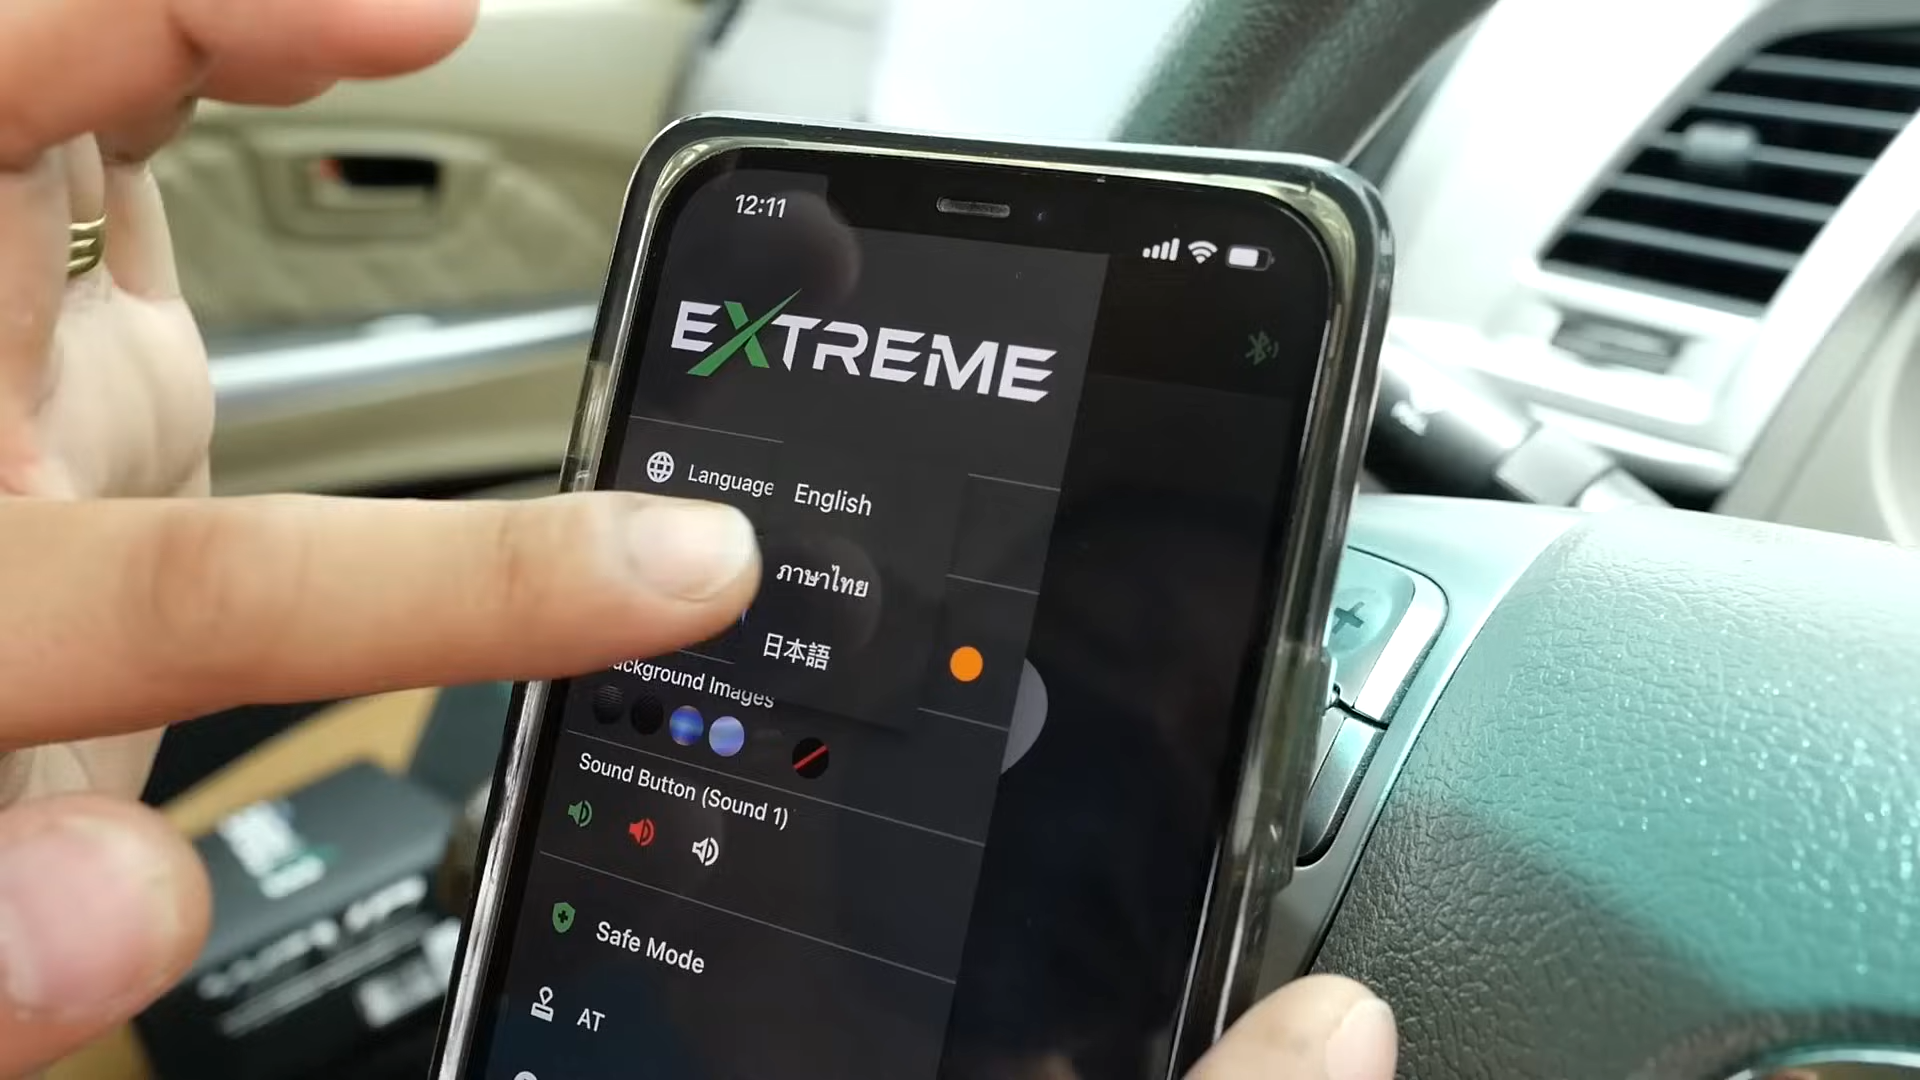 12:11
EXTREME
Language
English
ภาษาไทย
日本語
ackground Images
Sound Button (Sound 1)
Safe Mode
AT